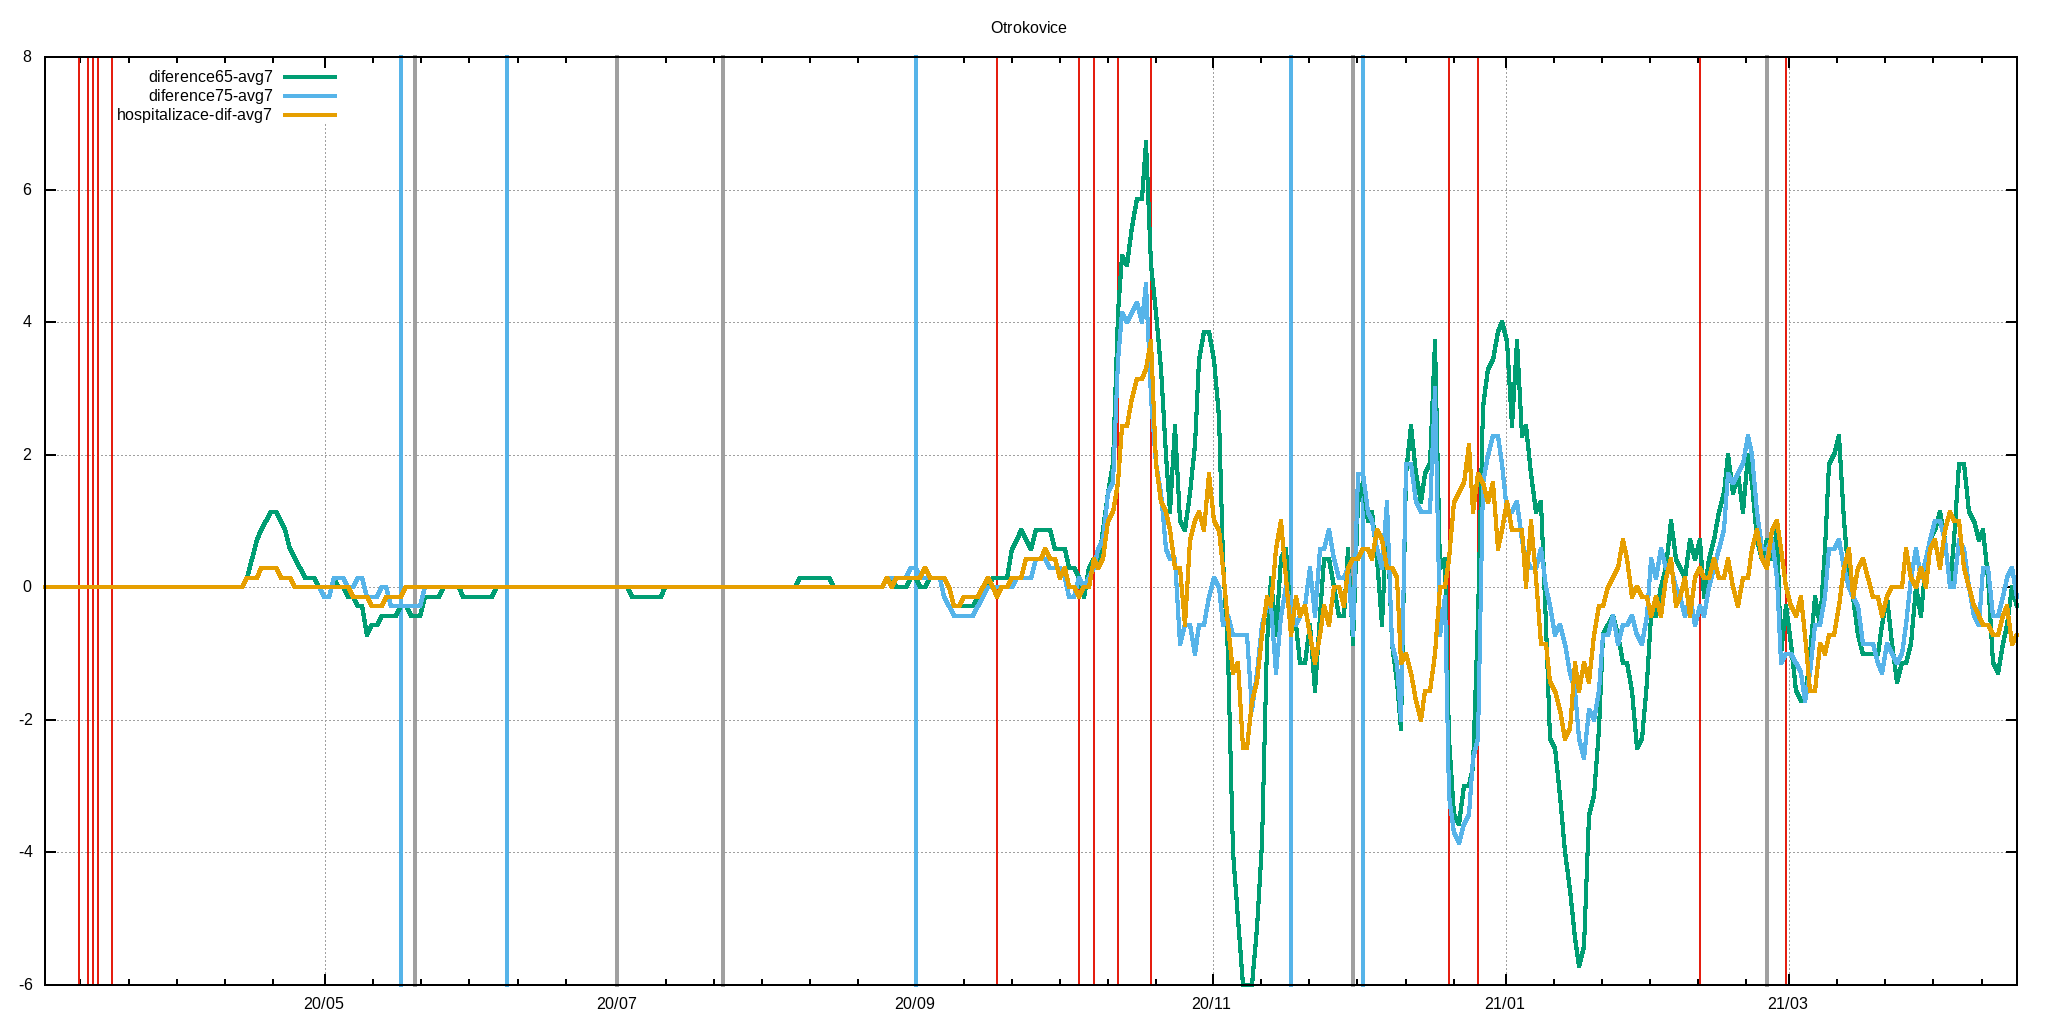 Otrokovice
diference65-avg7
diference75-avg7
hospitalizace-dif-avg7
8
6
4
2
0
-2
-4
-6
20/05 20/07 20/09 20/11 21/01 21/03